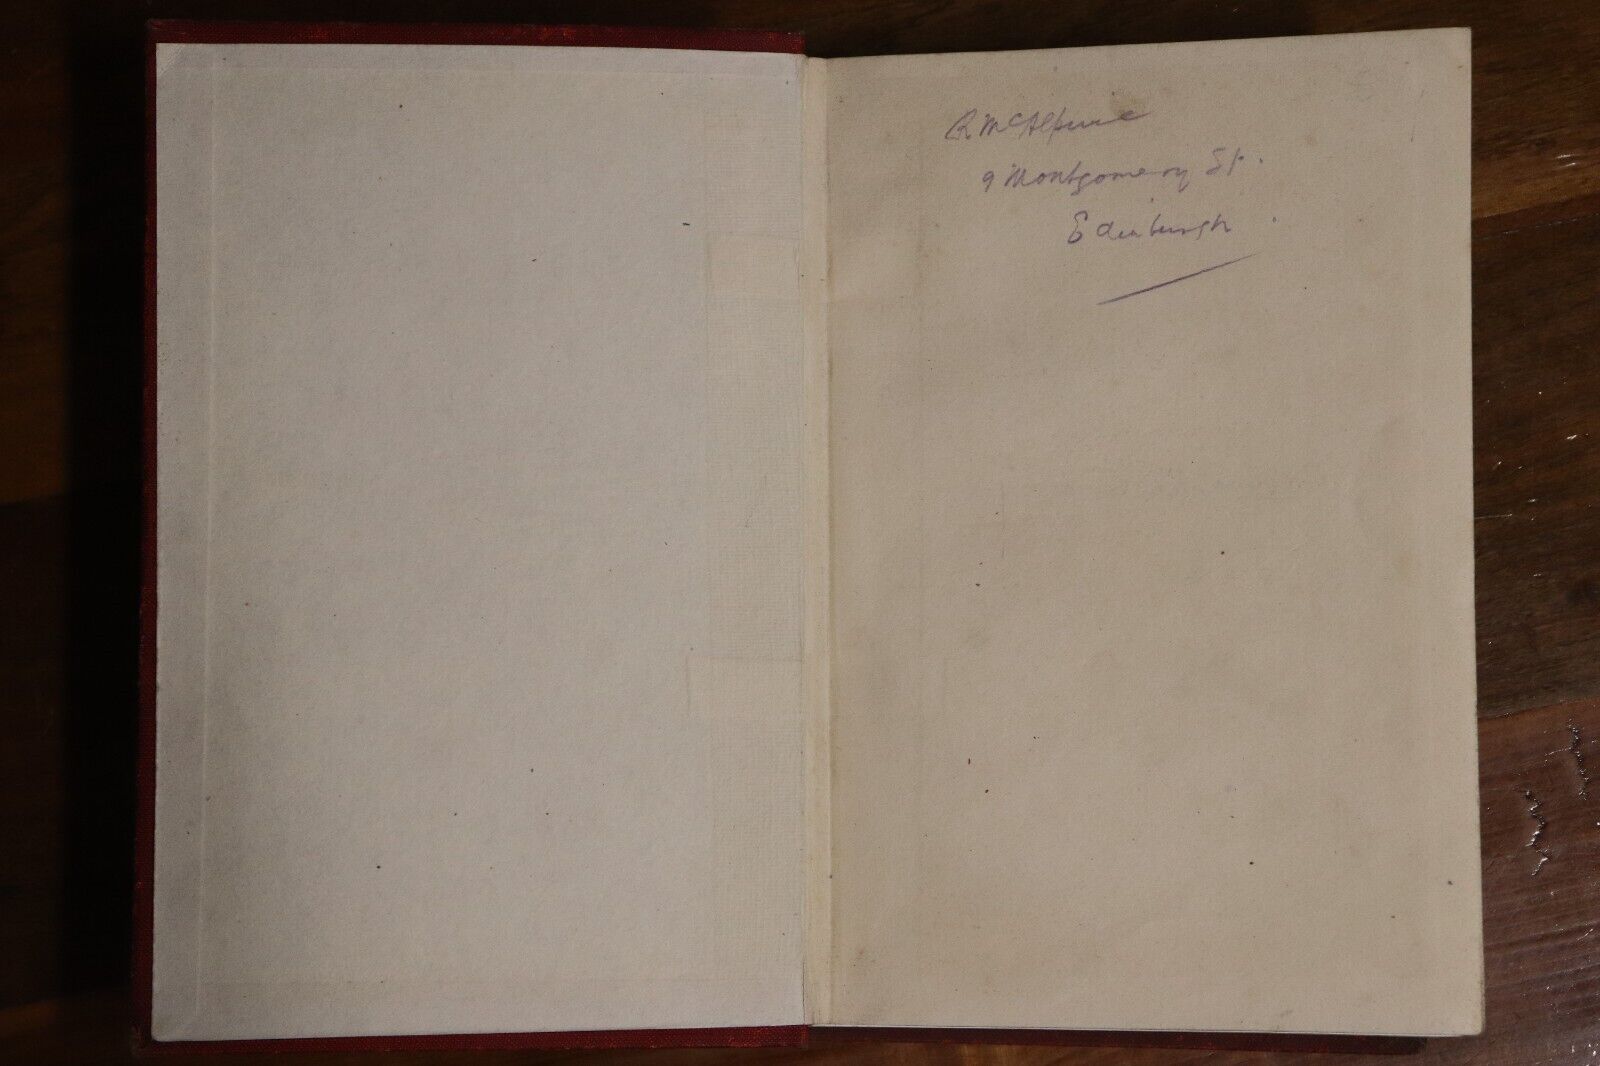 R McAlpine
9 Montgomery St.
Edinburgh.